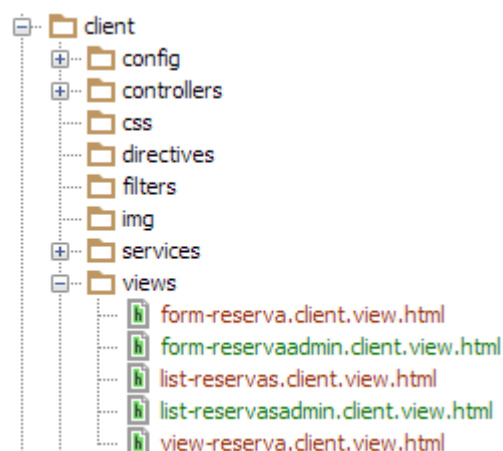 client
config
controllers
css
directives
filters
img
services
views
form-reserva.client.view.html
form-reservaadmin.client.view.html
list-reservas.client.view.html
list-reservasadmin.client.view.html
view-reserva.client.view.html